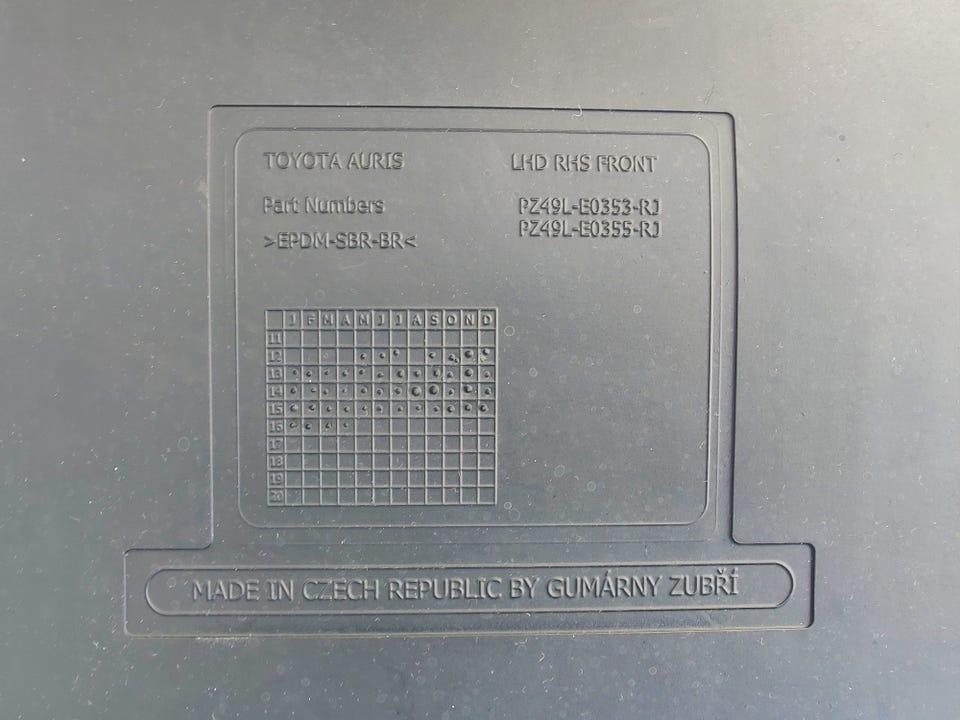 TOYOTA AURIS LHD RHS FRONT
Part Numbers PZ49L-E0353-RJ
PZ49L-E0355-RJ
>EPDM-SBR-BR<
J F M A M J J A S O N D
11
12
13
14
15
16
17
18
19
20
MADE IN CZECH REPUBLIC BY GUMÁRNY ZUBŘÍ